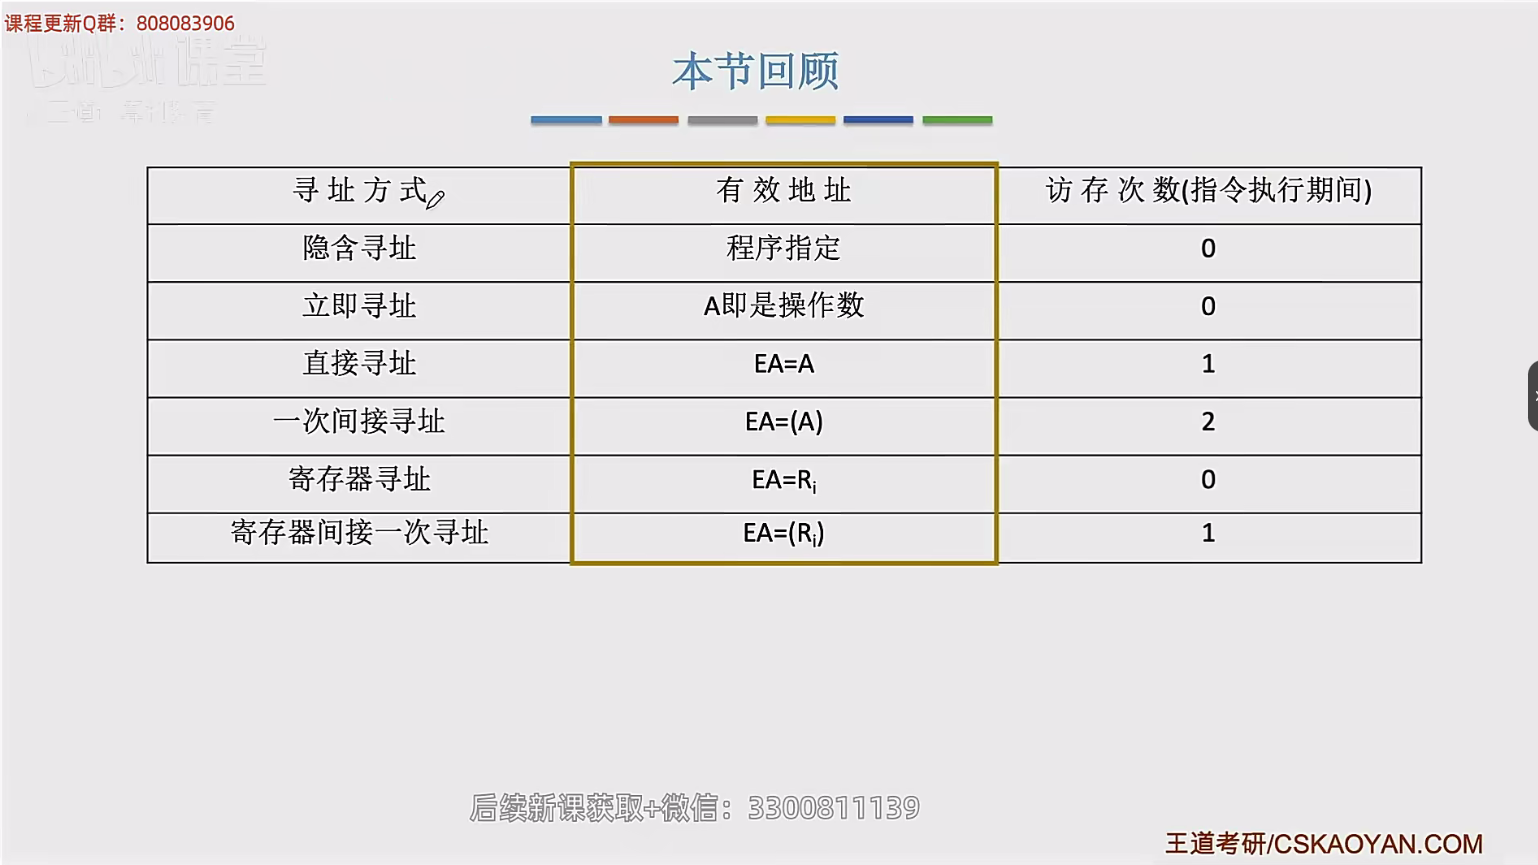 课程更新Q群：808083906
课堂
本节回顾
寻址方式 有效地址 访存次数(指令执行期间)
隐含寻址 程序指定 0
立即寻址 A即是操作数 0
直接寻址 EA=A 1
一次间接寻址 EA=(A) 2
寄存器寻址 EA=Rᵢ 0
寄存器间接一次寻址 EA=(Rᵢ) 1
后续新课获取+微信：3300811139
王道考研/CSKAOYAN.COM